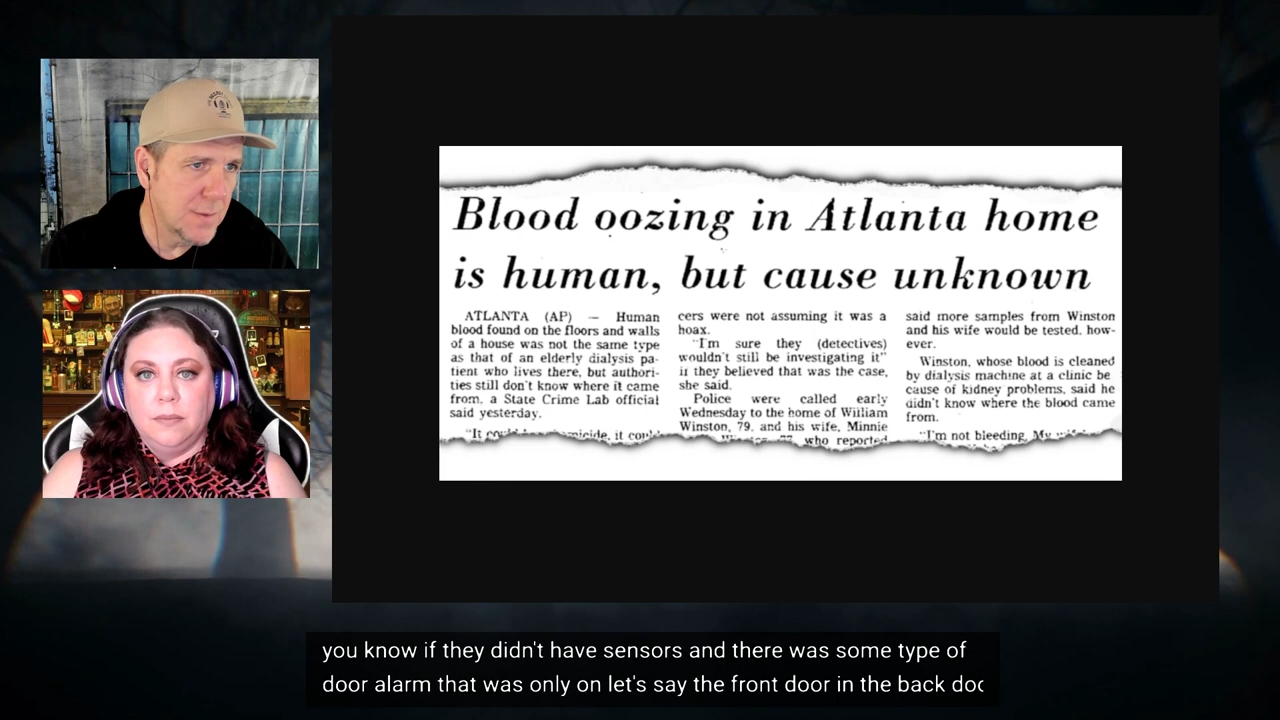 Blood oozing in Atlanta home
is human, but cause unknown
ATLANTA (AP) — Human
blood found on the floors and walls
of a house was not the same type
as that of an elderly dialysis pa-
tient who lives there, but authori-
ties still don't know where it came
from, a State Crime Lab official
said yesterday.
"It could
cers were not assuming it was a
hoax.
"I'm sure they (detectives)
wouldn't still be investigating it"
if they believed that was the case,
she said.
Police were called early
Wednesday to the home of William
Winston, 79, and his wife, Minnie
who reported
said more samples from Winston
and his wife would be tested, how-
ever.
Winston, whose blood is cleaned
by dialysis machine at a clinic be
cause of kidney problems, said he
didn't know where the blood came
from.
"I'm not bleeding. My
you know if they didn't have sensors and there was some type of
door alarm that was only on let's say the front door in the back doc